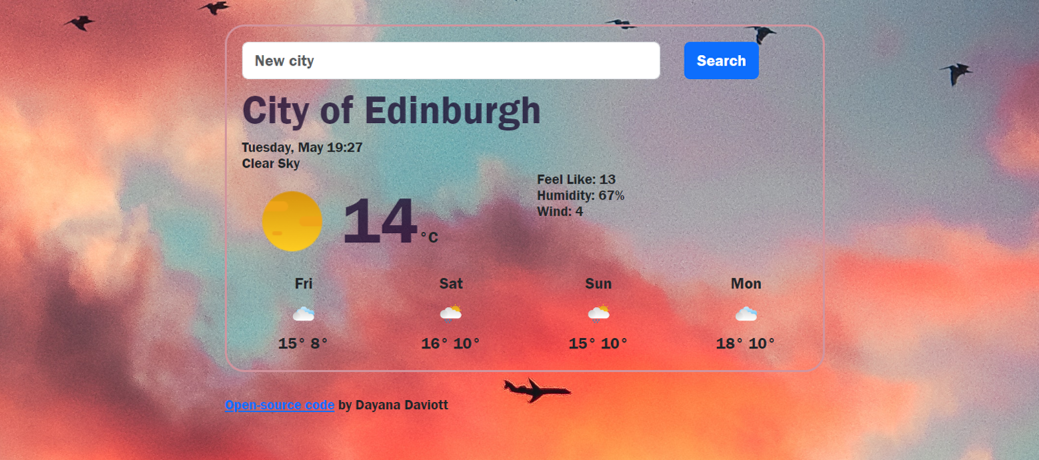 New city
Search
City of Edinburgh
Tuesday, May 19:27
Clear Sky
Feel Like: 13
Humidity: 67%
Wind: 4
14 °C
Fri Sat Sun Mon
15° 8° 16° 10° 15° 10° 18° 10°
Open-source code by Dayana Daviott